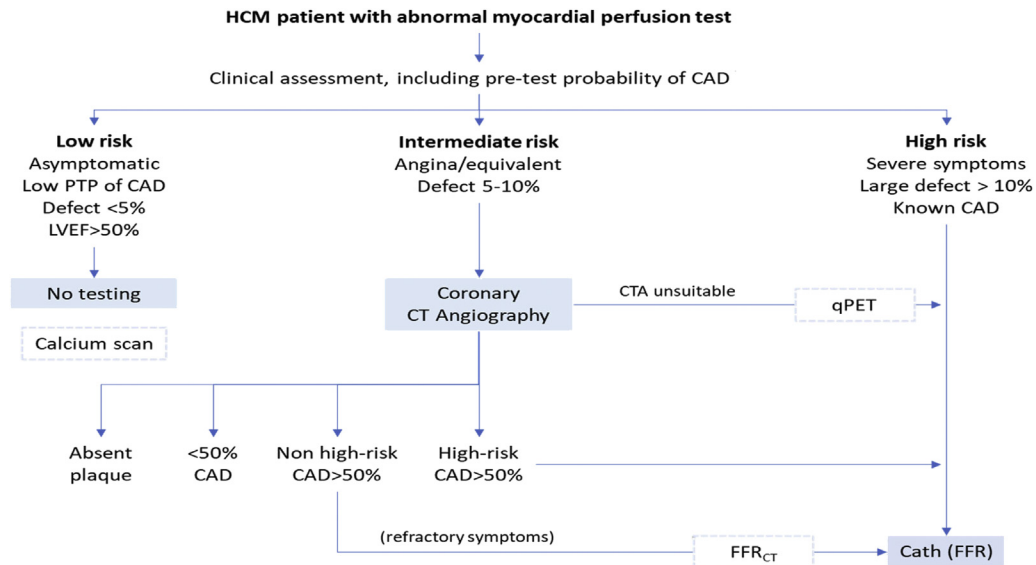 HCM patient with abnormal myocardial perfusion test
Clinical assessment, including pre-test probability of CAD
Low risk
Asymptomatic
Low PTP of CAD
Defect <5%
LVEF>50%
Intermediate risk
Angina/equivalent
Defect 5-10%
High risk
Severe symptoms
Large defect > 10%
Known CAD
No testing
Calcium scan
Coronary
CT Angiography
CTA unsuitable
qPET
Absent
plaque
<50%
CAD
Non high-risk
CAD>50%
High-risk
CAD>50%
(refractory symptoms)
FFRCT
Cath (FFR)